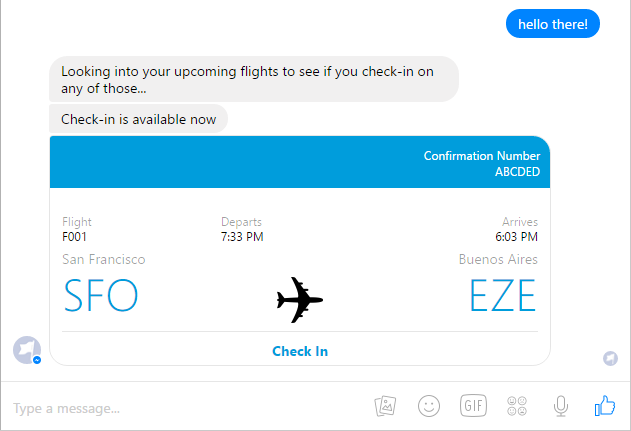 hello there!
Looking into your upcoming flights to see if you check-in on
any of those...
Check-in is available now
Confirmation Number
ABCDED
Flight Departs Arrives
F001 7:33 PM 6:03 PM
San Francisco Buenos Aires
SFO EZE
Check In
Type a message...
GIF